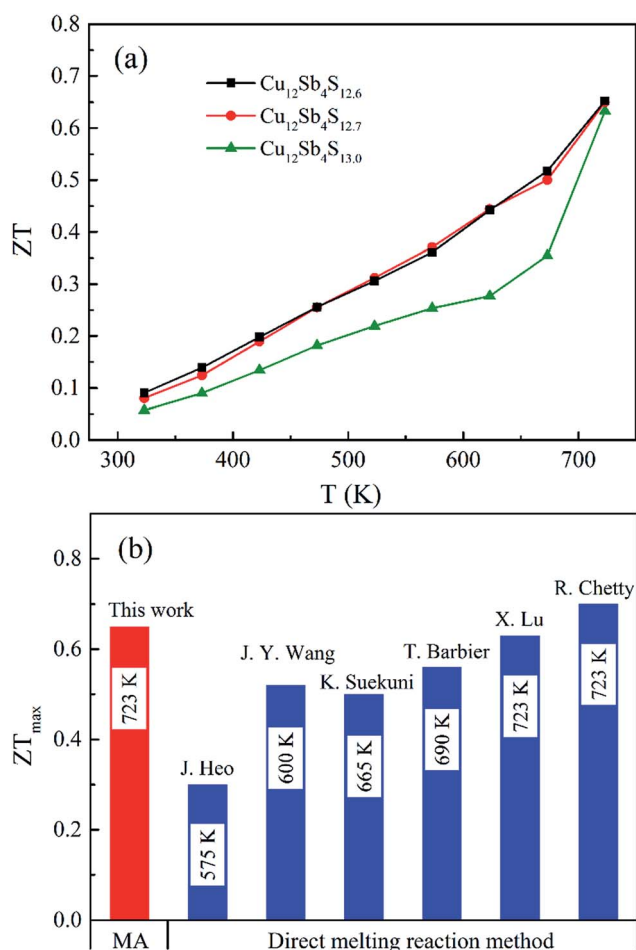 0.8
(a)
0.7
Cu12Sb4S12.6
0.6
Cu12Sb4S12.7
Cu12Sb4S13.0
0.5
ZT
0.4
0.3
0.2
0.1
0.0
300 400 500 600 700
T (K)
(b)
0.8
R. Chetty
This work
X. Lu
T. Barbier
0.6
J. Y. Wang
K. Suekuni
723 K
723 K
723 K
690 K
ZTmax
0.4
600 K
665 K
J. Heo
575 K
0.2
0.0
MA Direct melting reaction method